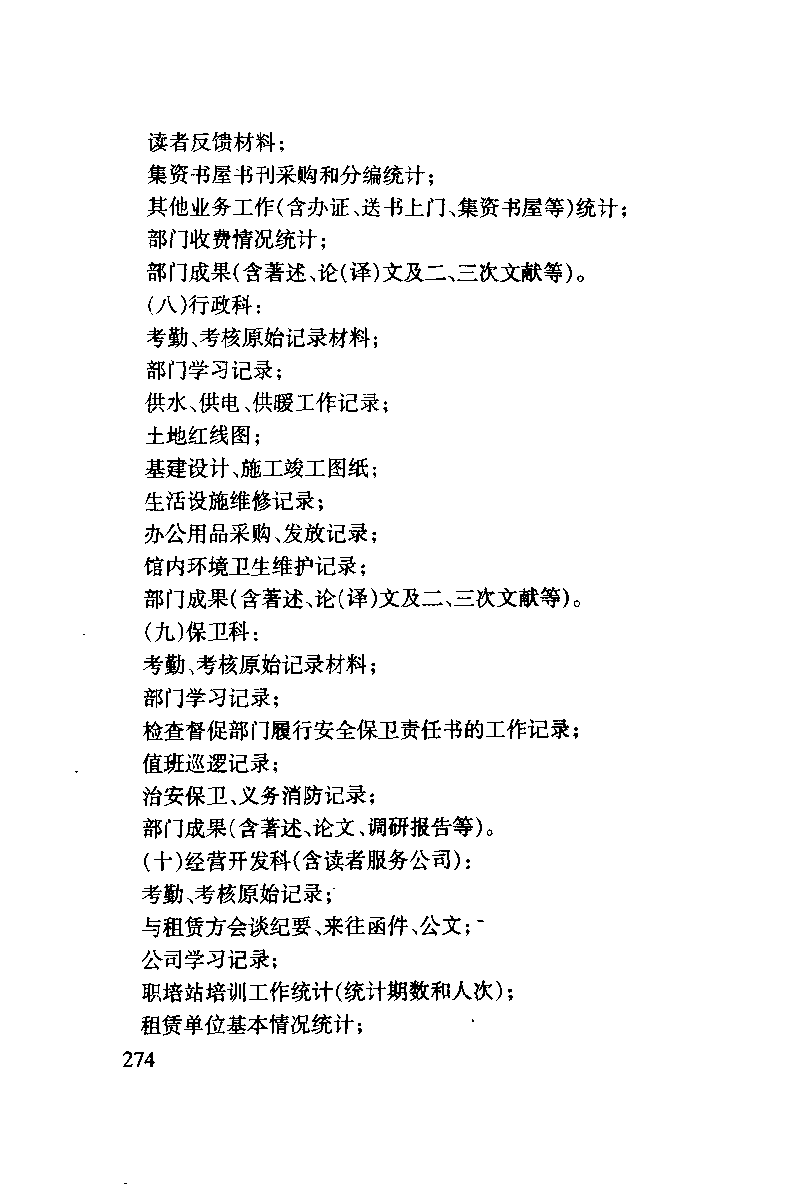 读者反馈材料;
集资书屋书刊采购和分编统计;
其他业务工作(含办证、送书上门、集资书屋等)统计;
部门收费情况统计;
部门成果(含著述、论(译)文及二、三次文献等)。
(八)行政科:
考勤、考核原始记录材料;
部门学习记录;
供水、供电、供暖工作记录;
土地红线图;
基建设计、施工竣工图纸;
生活设施维修记录;
办公用品采购、发放记录;
馆内环境卫生维护记录;
部门成果(含著述、论(译)文及二、三次文献等)。
(九)保卫科:
考勤、考核原始记录材料;
部门学习记录;
检查督促部门履行安全保卫责任书的工作记录;
值班巡逻记录;
治安保卫、义务消防记录;
部门成果(含著述、论文、调研报告等)。
(十)经营开发科(含读者服务公司):
考勤、考核原始记录;
与租赁方会谈纪要、来往函件、公文;
公司学习记录;
职培站培训工作统计(统计期数和人次);
租赁单位基本情况统计;
274